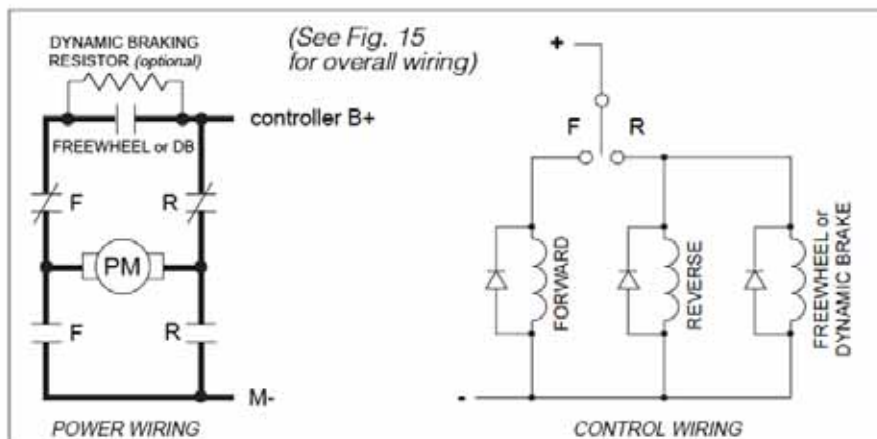 DYNAMIC BRAKING
RESISTOR (optional)
(See Fig. 15
for overall wiring)
controller B+
FREEWHEEL or DB
F
R
PM
F
R
M-
POWER WIRING
+
F
R
FORWARD
REVERSE
FREEWHEEL or
DYNAMIC BRAKE
-
CONTROL WIRING